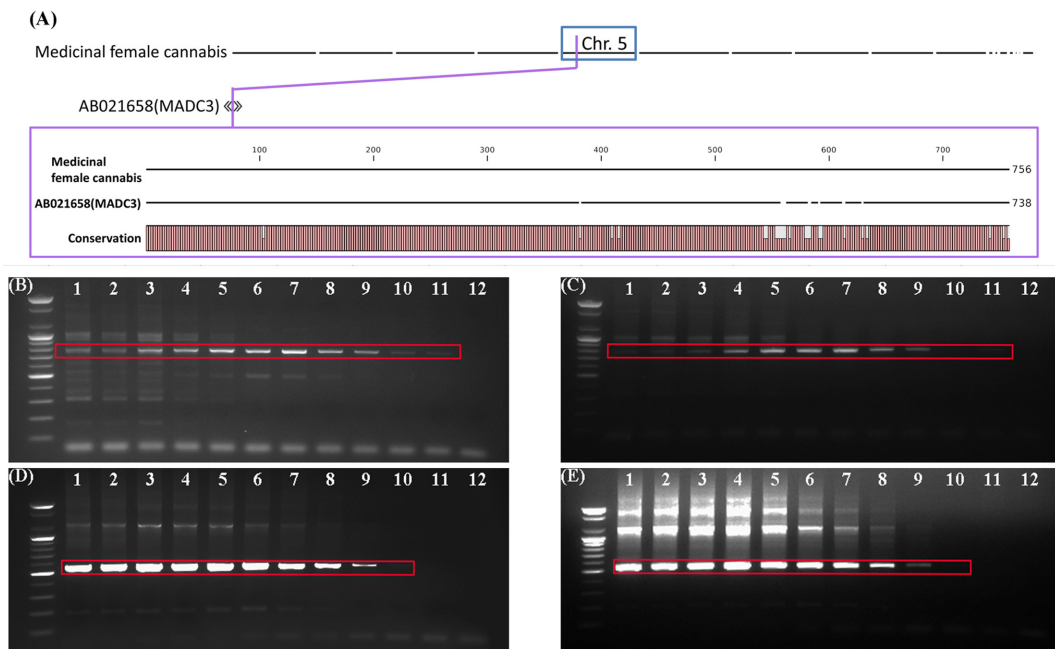 (A)
Medicinal female cannabis
Chr. 5
AB021658(MADC3)
100 200 300 400 500 600 700
Medicinal
female cannabis
756
AB021658(MADC3)
738
Conservation
(B)
1 2 3 4 5 6 7 8 9 10 11 12
(C)
1 2 3 4 5 6 7 8 9 10 11 12
(D)
1 2 3 4 5 6 7 8 9 10 11 12
(E)
1 2 3 4 5 6 7 8 9 10 11 12